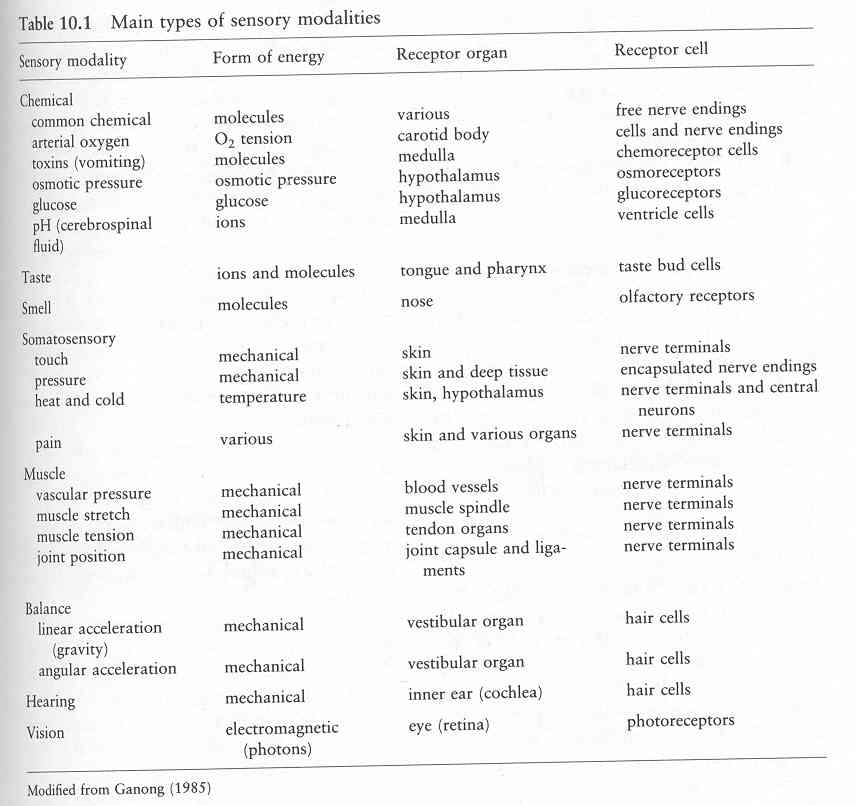 Table 10.1 Main types of sensory modalities
Sensory modality Form of energy Receptor organ Receptor cell
Chemical
common chemical molecules various free nerve endings
arterial oxygen O₂ tension carotid body cells and nerve endings
toxins (vomiting) molecules medulla chemoreceptor cells
osmotic pressure osmotic pressure hypothalamus osmoreceptors
glucose glucose hypothalamus glucoreceptors
pH (cerebrospinal ions medulla ventricle cells
fluid)
Taste ions and molecules tongue and pharynx taste bud cells
Smell molecules nose olfactory receptors
Somatosensory
touch mechanical skin nerve terminals
pressure mechanical skin and deep tissue encapsulated nerve endings
heat and cold temperature skin, hypothalamus nerve terminals and central
neurons
pain various skin and various organs nerve terminals
Muscle
vascular pressure mechanical blood vessels nerve terminals
muscle stretch mechanical muscle spindle nerve terminals
muscle tension mechanical tendon organs nerve terminals
joint position mechanical joint capsule and liga- nerve terminals
ments
Balance
linear acceleration mechanical vestibular organ hair cells
(gravity)
angular acceleration mechanical vestibular organ hair cells
Hearing mechanical inner ear (cochlea) hair cells
Vision electromagnetic eye (retina) photoreceptors
(photons)
Modified from Ganong (1985)